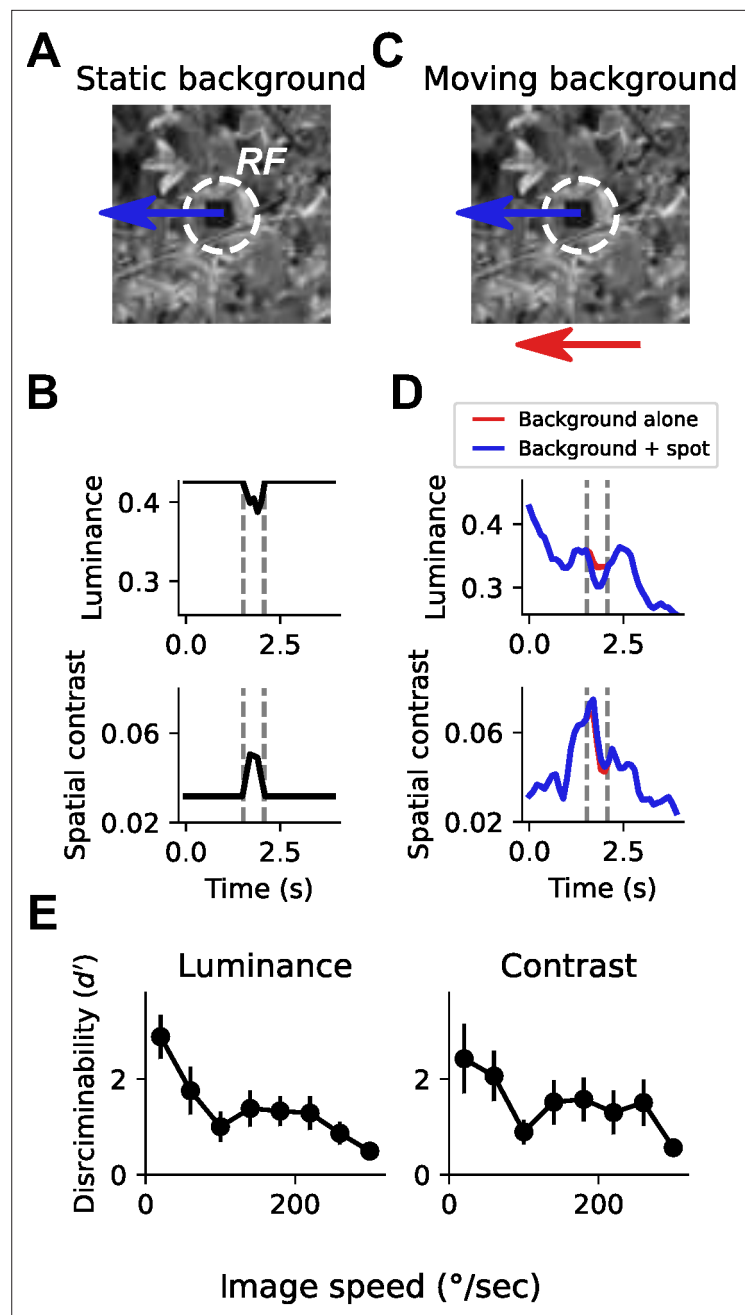 A
Static background
RF
C
Moving background
B
Luminance
0.4
0.3
0.0
2.5
Spatial contrast
0.06
0.02
0.0
2.5
Time (s)
D
Background alone
Background + spot
Luminance
0.4
0.3
0.0
2.5
Spatial contrast
0.06
0.02
0.0
2.5
Time (s)
E
Disrciminability (d′)
Luminance
2
0
0
200
Contrast
2
0
0
200
Image speed (°/sec)